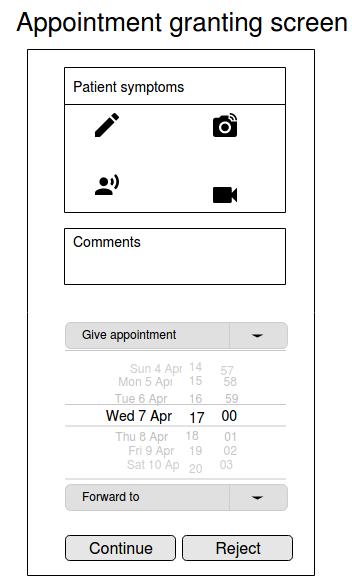 Appointment granting screen
Patient symptoms
Comments
Give appointment
Sun 4 Apr 14 57
Mon 5 Apr 15 58
Tue 6 Apr 16 59
Wed 7 Apr 17 00
Thu 8 Apr 18 01
Fri 9 Apr 19 02
Sat 10 Ap 20 03
Forward to
Continue Reject